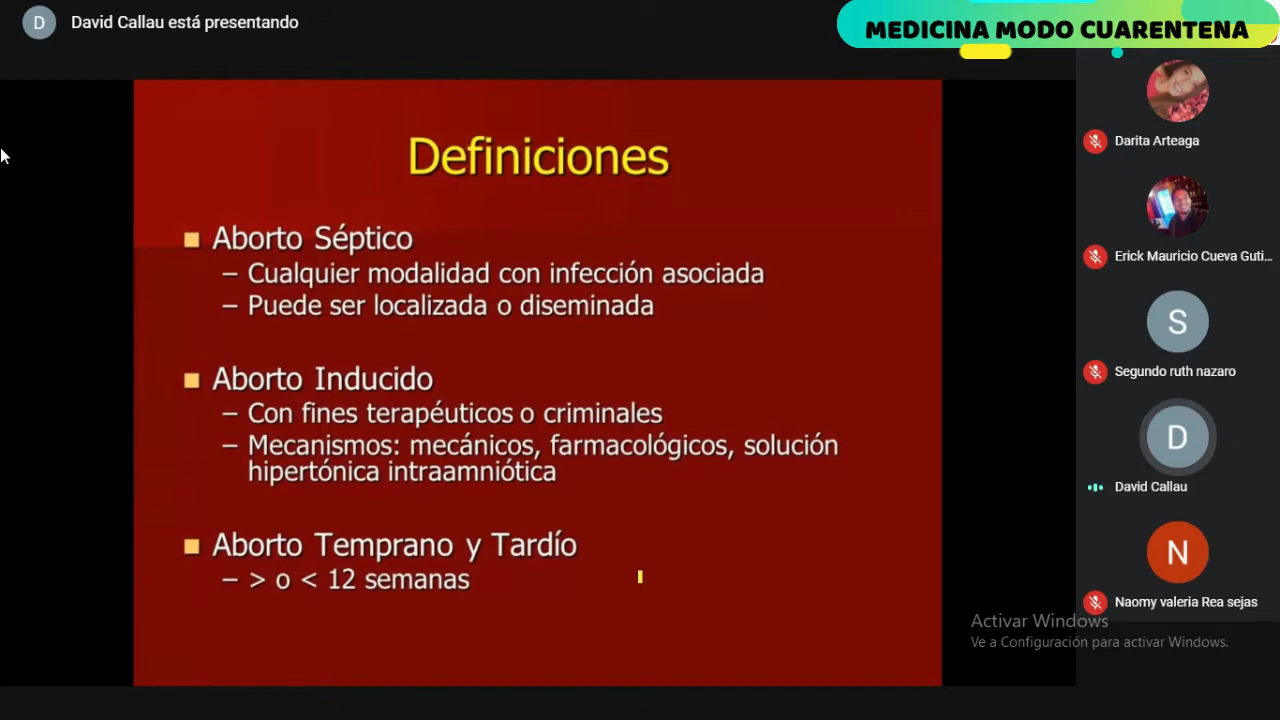 D
David Callau está presentando
MEDICINA MODO CUARENTENA
Definiciones
Aborto Séptico
– Cualquier modalidad con infección asociada
– Puede ser localizada o diseminada
Aborto Inducido
– Con fines terapéuticos o criminales
– Mecanismos: mecánicos, farmacológicos, solución
hipertónica intraamniótica
Aborto Temprano y Tardío
– > o < 12 semanas
Darita Arteaga
Erick Mauricio Cueva Guti...
S
Segundo ruth nazaro
D
David Callau
N
Naomy valeria Rea sejas
Activar Windows
Ve a Configuración para activar Windows.